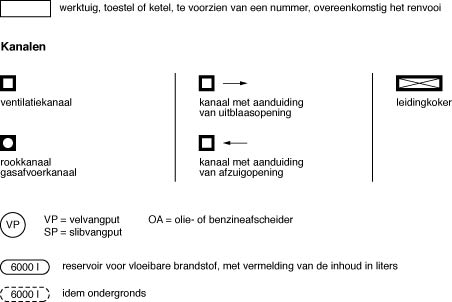 werktuig, toestel of ketel, te voorzien van een nummer, overeenkomstig het renvooi
Kanalen
ventilatiekanaal
kanaal met aanduiding
van uitblaasopening
leidingkoker
rookkanaal
gasafvoerkanaal
kanaal met aanduiding
van afzuigopening
VP
VP = velvangput
SP = slibvangput
OA = olie- of benzineafscheider
6000 l
reservoir voor vloeibare brandstof, met vermelding van de inhoud in liters
6000 l
idem ondergronds